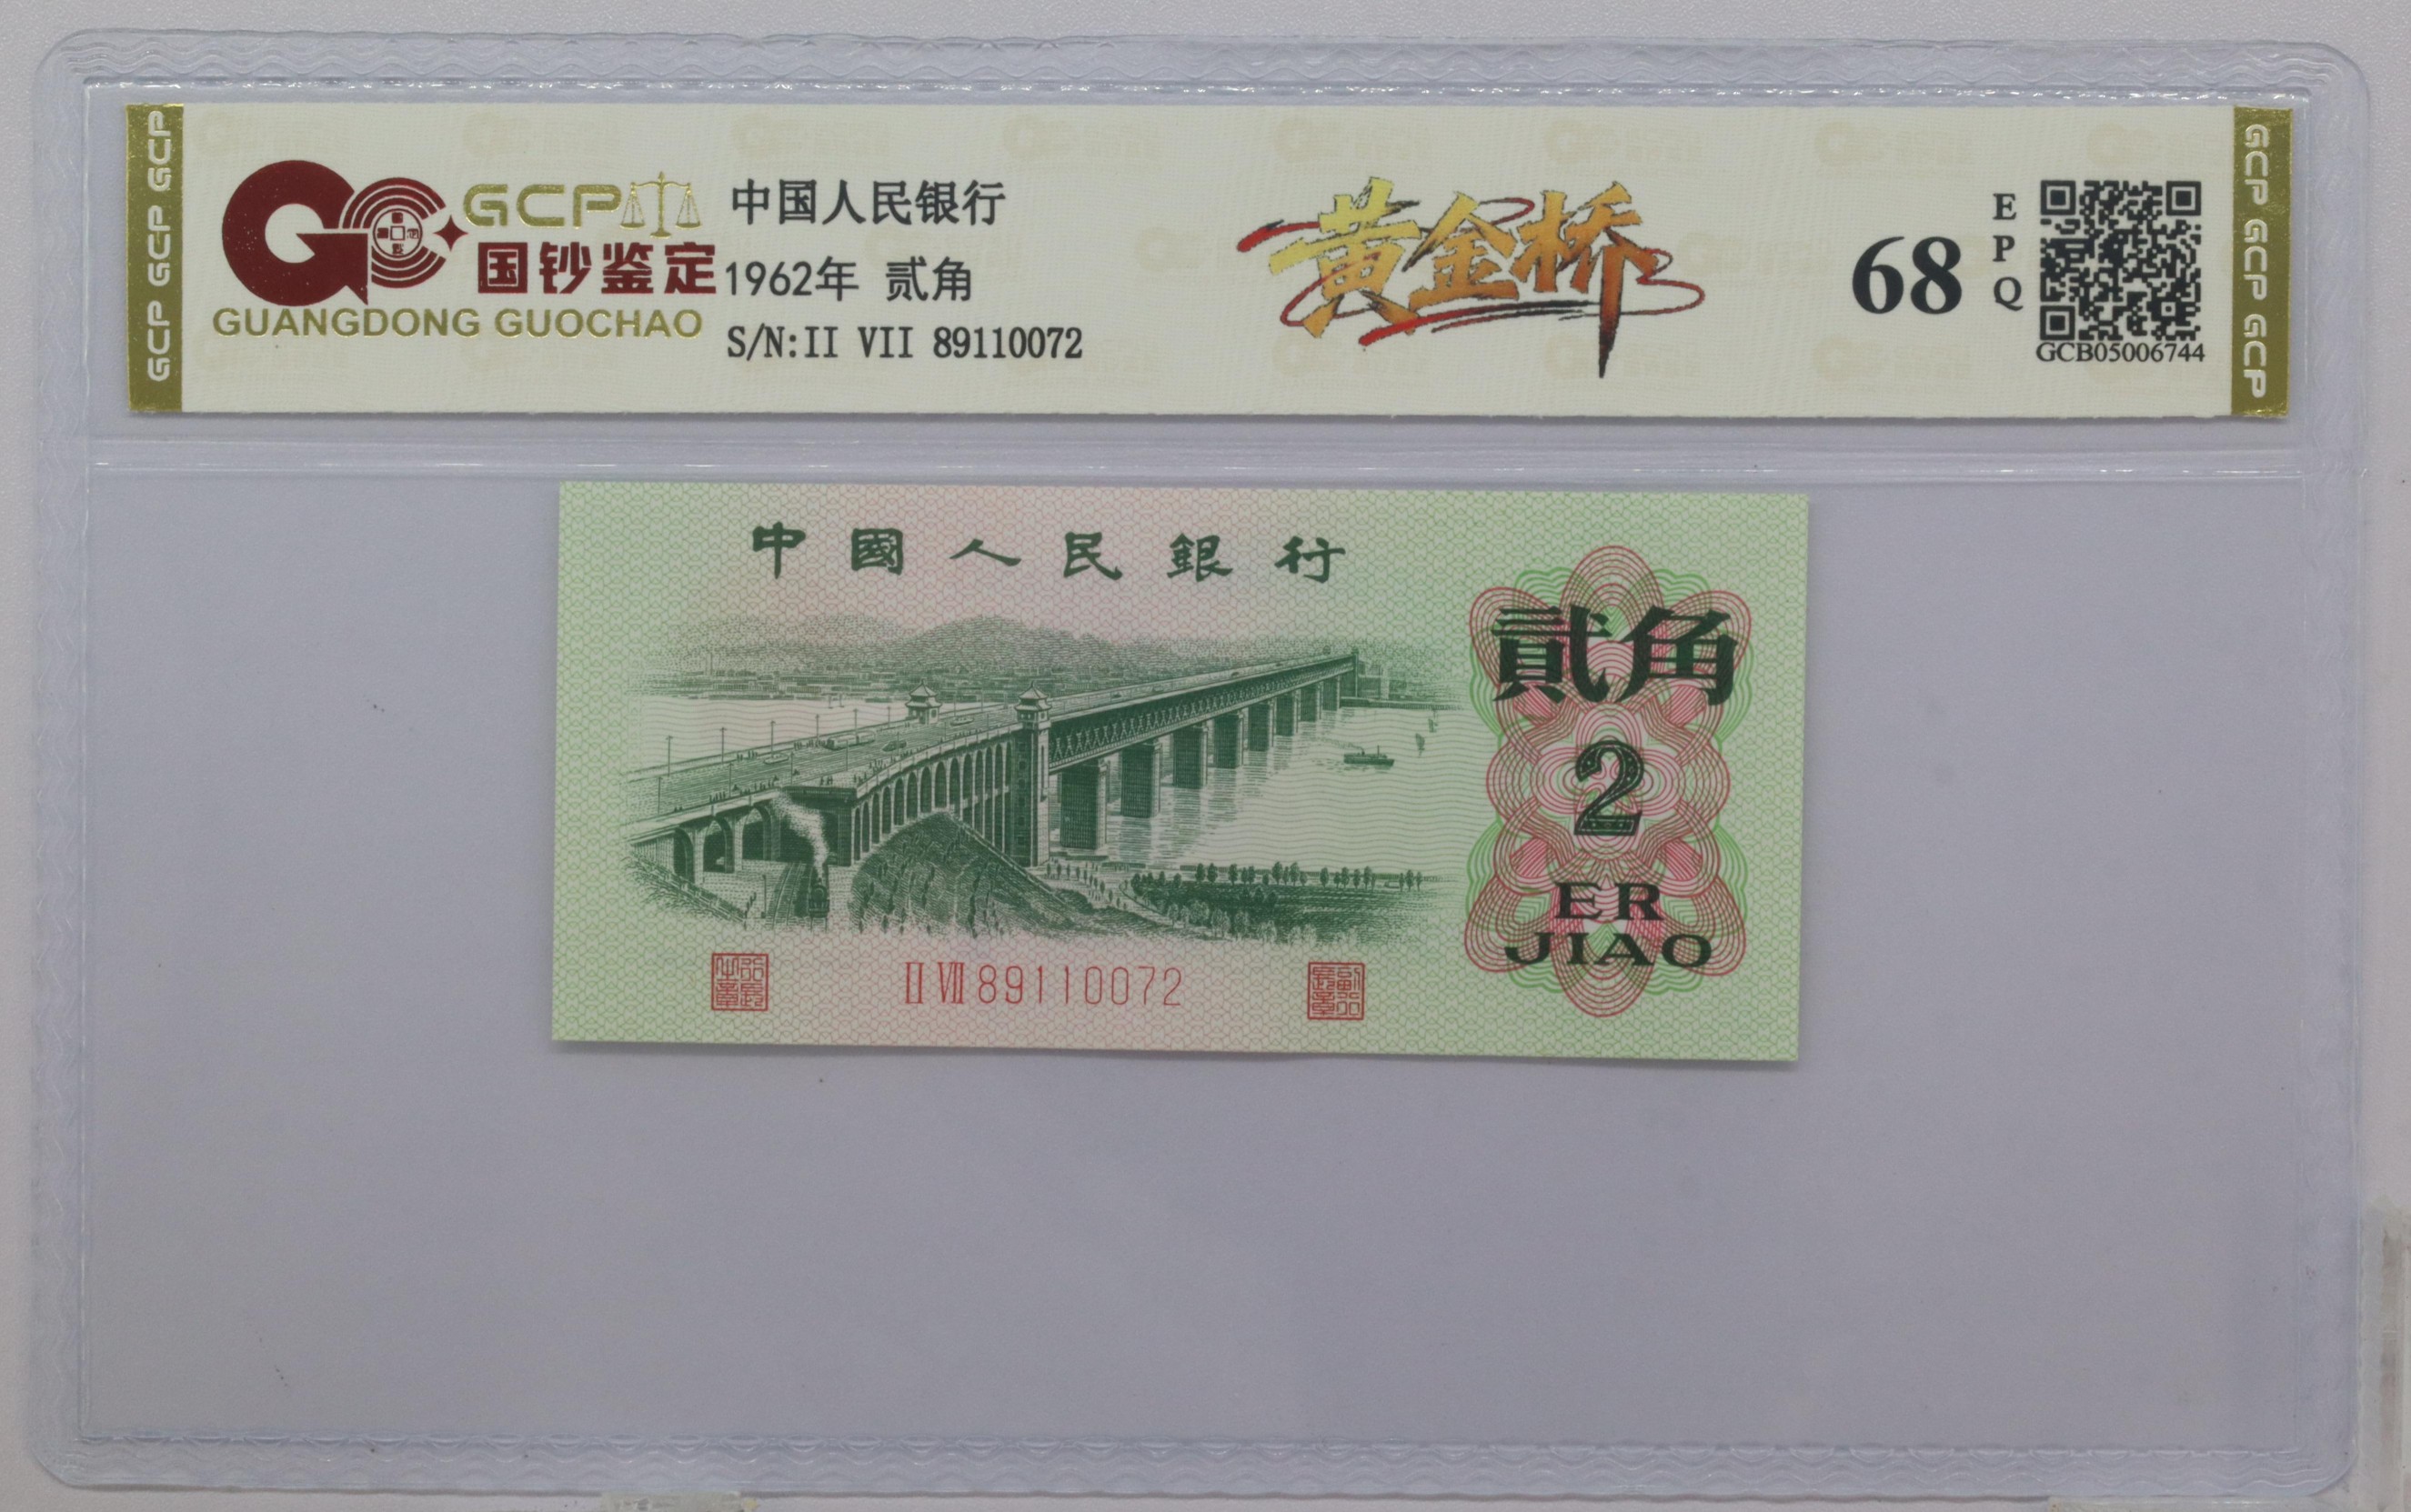 GCP GCP GCP
GCP
国钞鉴定
GUANGDONG GUOCHAO
中国人民银行
1962年 贰角
S/N:II VII 89110072
黄金桥
68
EPQ
GCB05006744
GCP GCP GCP
中國人民銀行
貳角
2
ER
JIAO
II VII 89110072